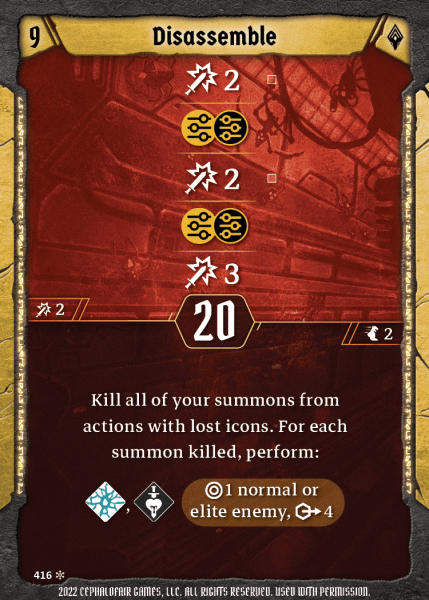 9
Disassemble
2
2
3
2
20
2
Kill all of your summons from
actions with lost icons. For each
summon killed, perform:
, 1 normal or
elite enemy, 4
416
2022 CEPHALOFAIR GAMES, LLC. ALL RIGHTS RESERVED. USED WITH PERMISSION.